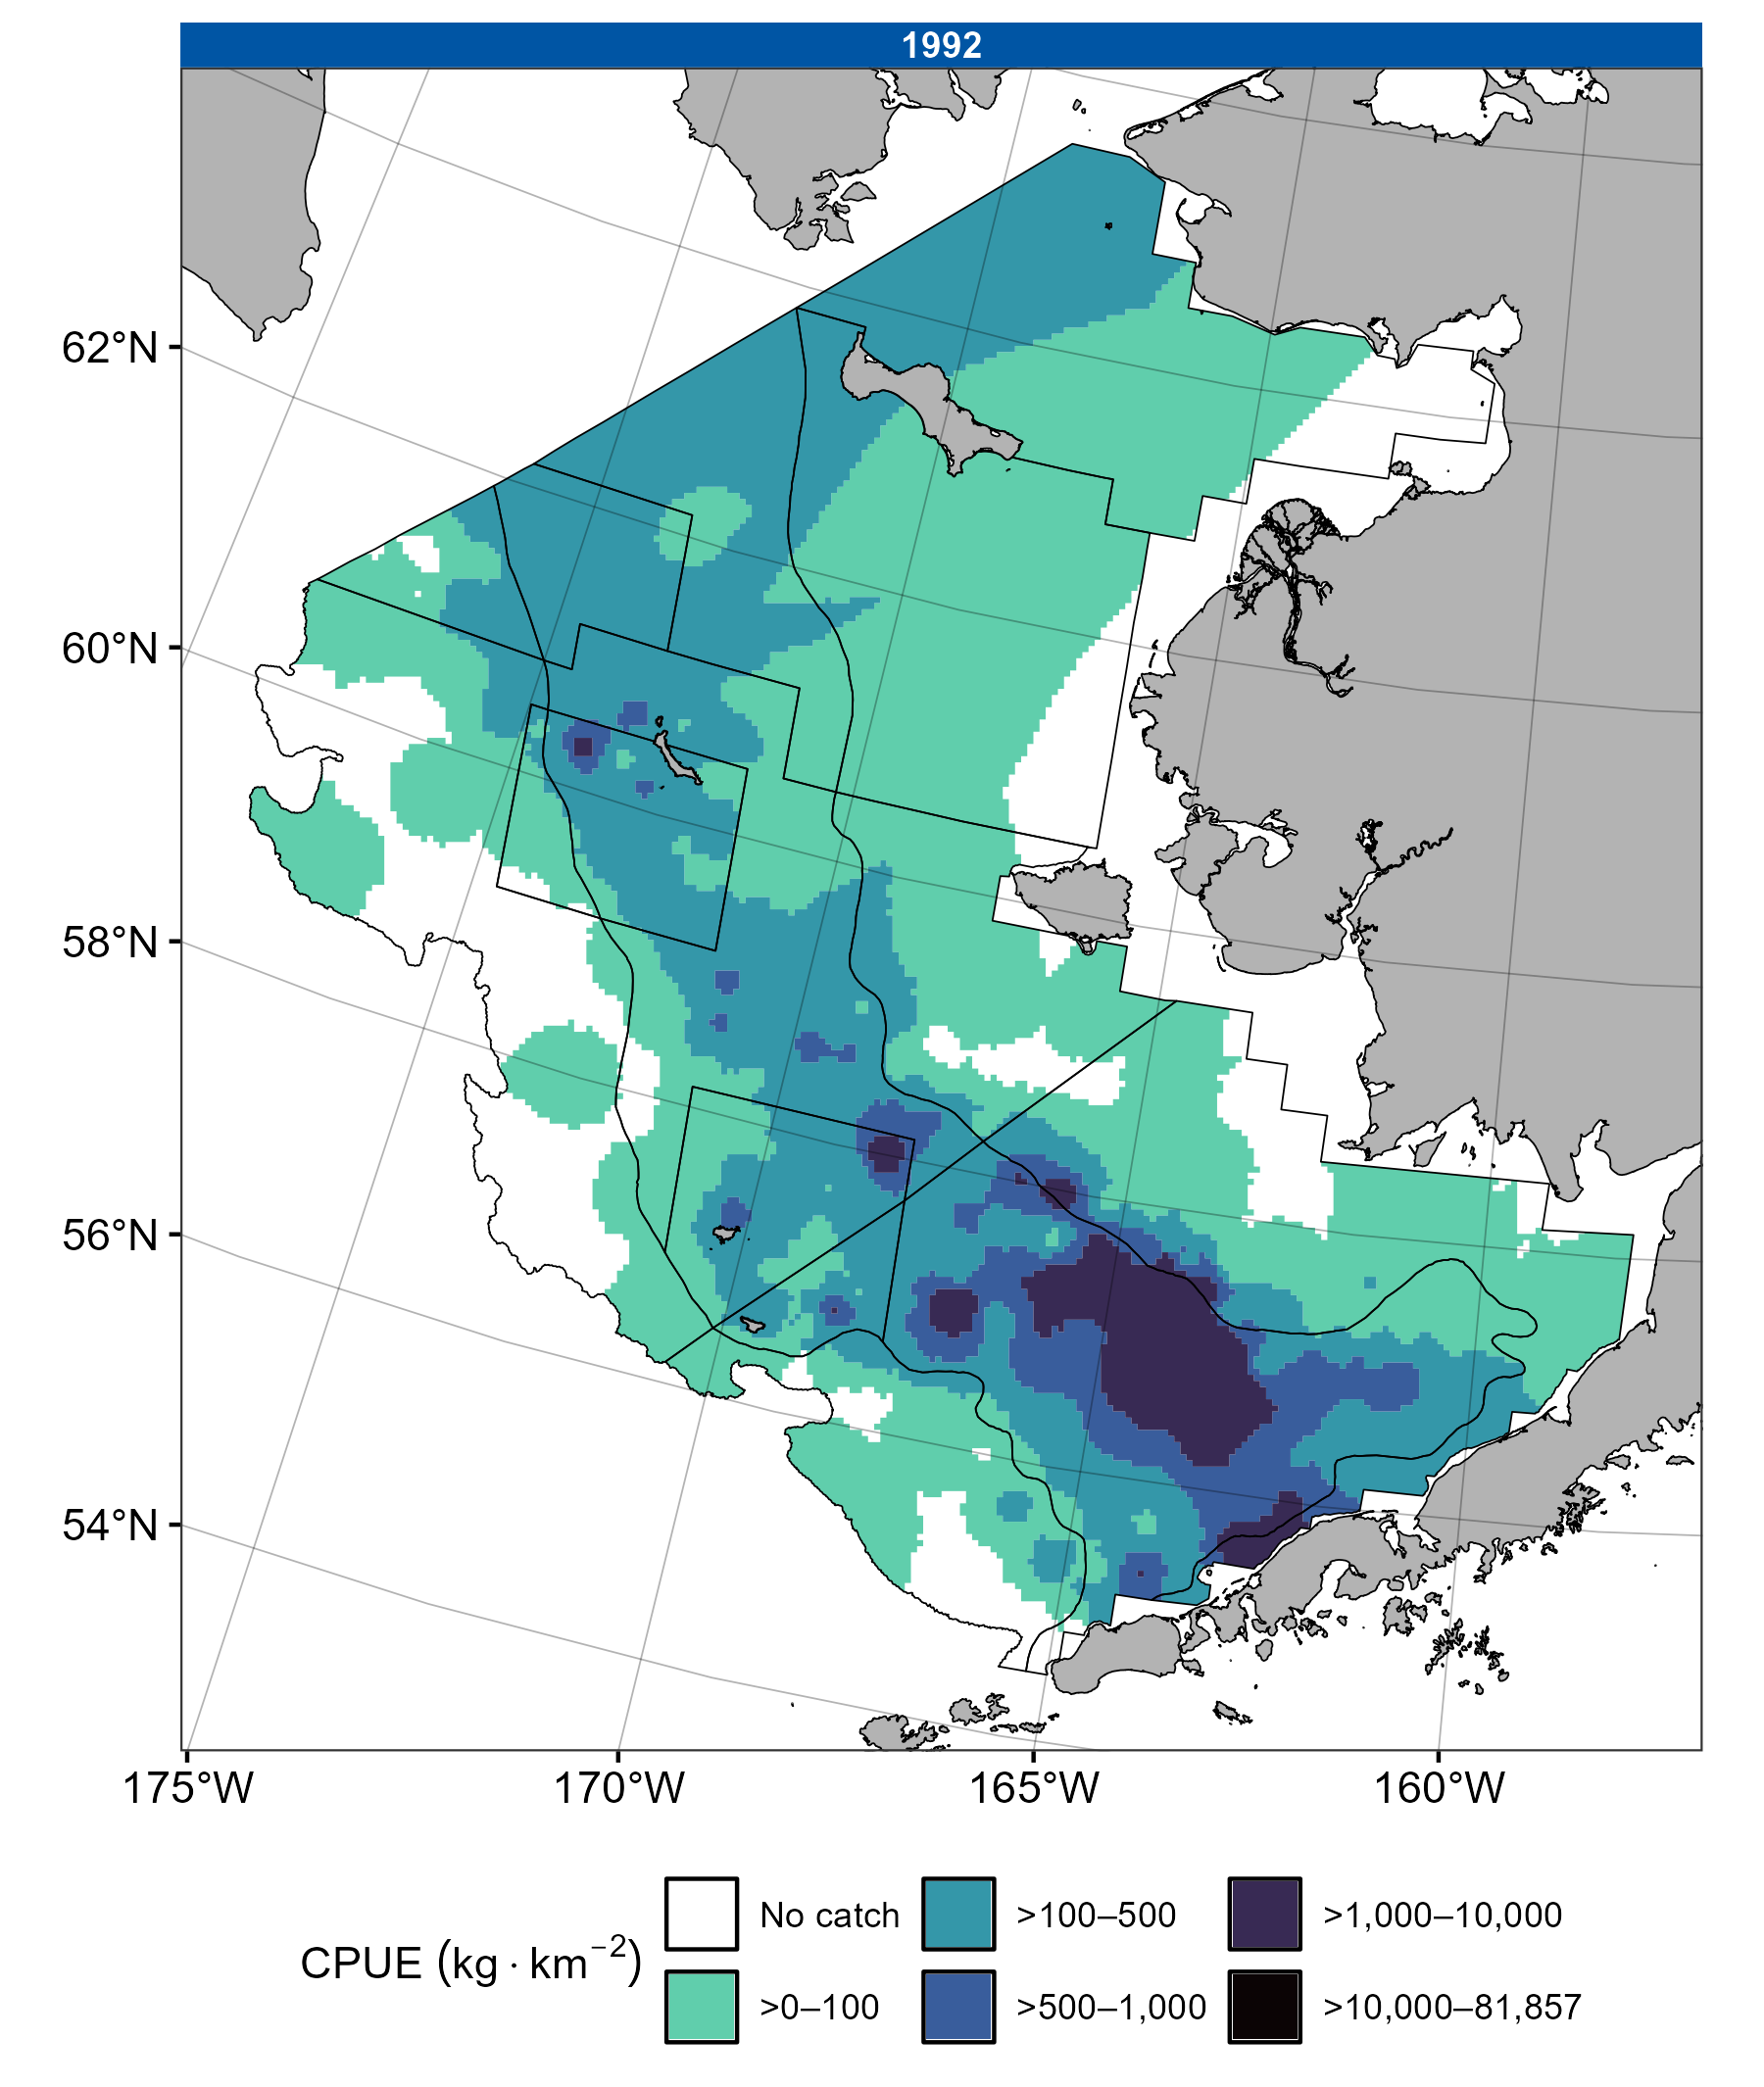 1992
62°N
60°N
58°N
56°N
54°N
175°W 170°W 165°W 160°W
CPUE (kg · km−2)
No catch >100–500 >1,000–10,000
>0–100 >500–1,000 >10,000–81,857